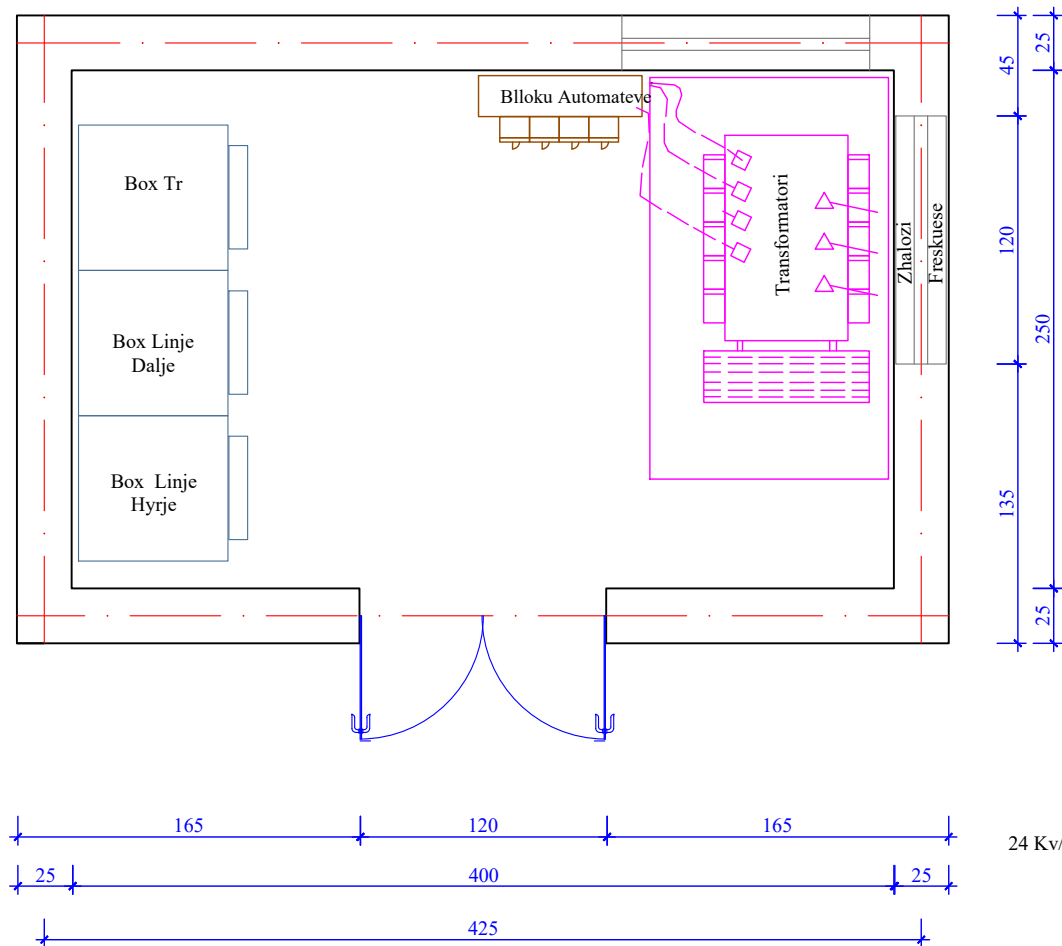 Blloku Automateve
Box Tr
Box Linje
Dalje
Box  Linje
Hyrje
Transformatori
Zhalozi
Freskuese
25
45
120
250
135
25
165
120
165
24 Kv/
25
400
25
425